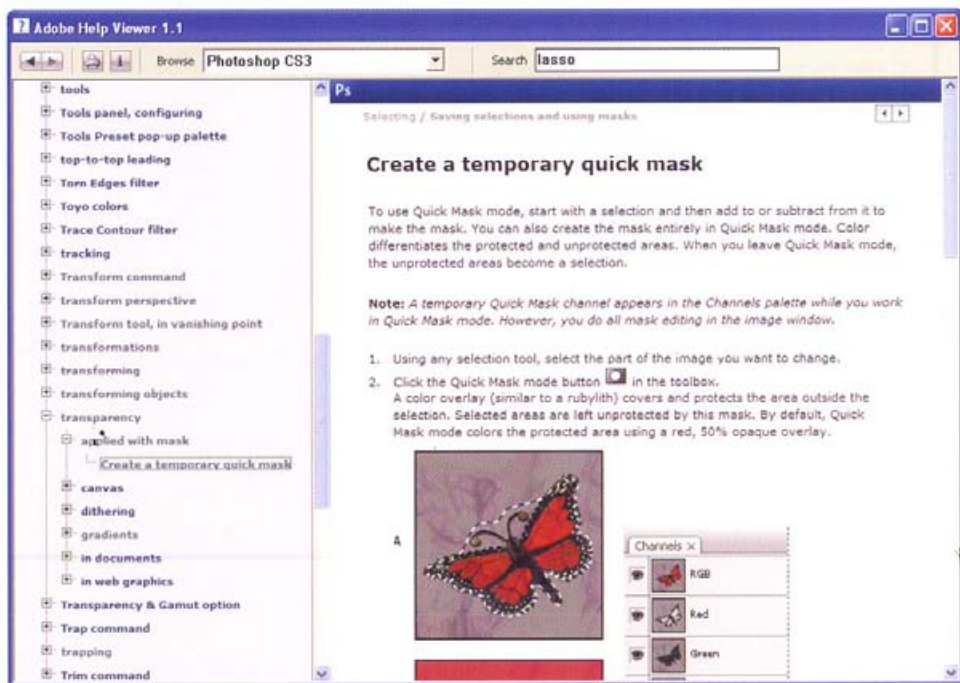 Adobe Help Viewer 1.1
Browse Photoshop CS3
Search lasso
tools
Tools panel, configuring
Tools Preset pop-up palette
top-to-top leading
Torn Edges filter
Toyo colors
Trace Contour filter
tracking
Transform command
transform perspective
Transform tool, in vanishing point
transformations
transforming
transforming objects
transparency
applied with mask
Create a temporary quick mask
canvas
dithering
gradients
in documents
in web graphics
Transparency & Gamut option
Trap command
trapping
Trim command
Ps
Selecting / Saving selections and using masks
Create a temporary quick mask
To use Quick Mask mode, start with a selection and then add to or subtract from it to
make the mask. You can also create the mask entirely in Quick Mask mode. Color
differentiates the protected and unprotected areas. When you leave Quick Mask mode,
the unprotected areas become a selection.
Note: A temporary Quick Mask channel appears in the Channels palette while you work
in Quick Mask mode. However, you do all mask editing in the image window.
1. Using any selection tool, select the part of the image you want to change.
2. Click the Quick Mask mode button in the toolbox.
A color overlay (similar to a rubylith) covers and protects the area outside the
selection. Selected areas are left unprotected by this mask. By default, Quick
Mask mode colors the protected area using a red, 50% opaque overlay.
A
Channels x
RGB
Red
Green